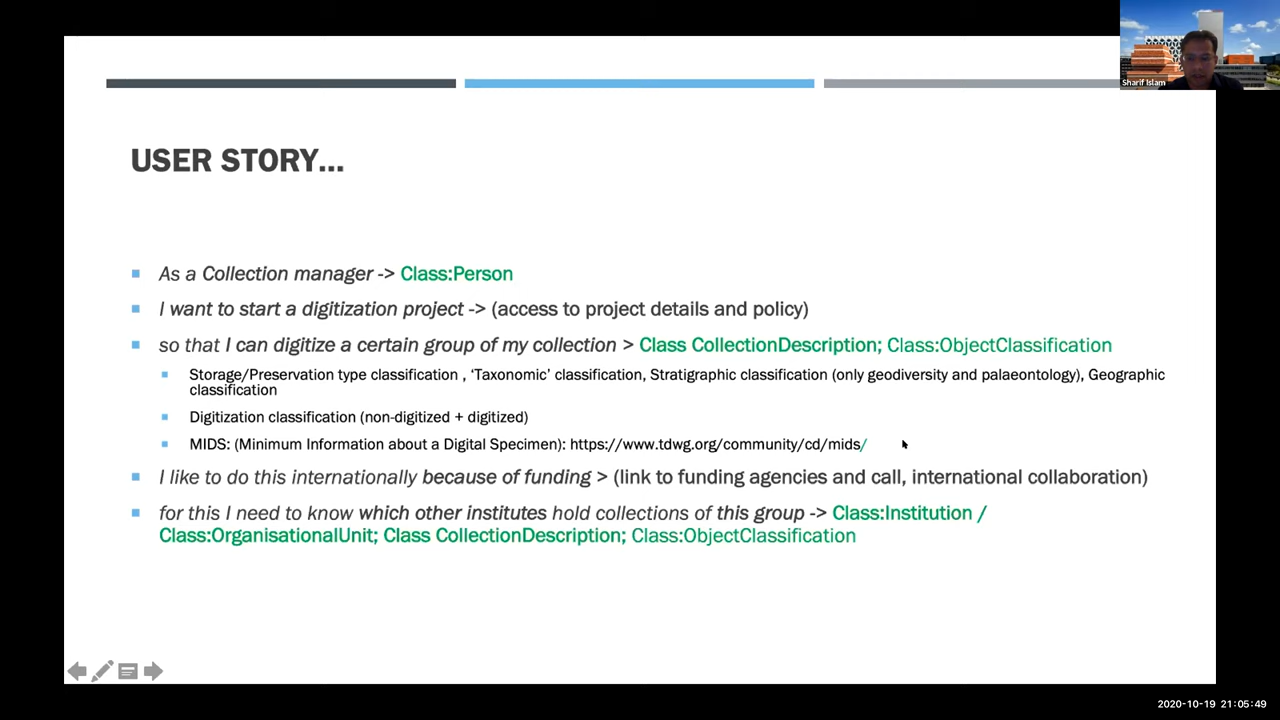 Sharif Islam
USER STORY...
As a Collection manager -> Class:Person
I want to start a digitization project -> (access to project details and policy)
so that I can digitize a certain group of my collection > Class CollectionDescription; Class:ObjectClassification
Storage/Preservation type classification , ‘Taxonomic’ classification, Stratigraphic classification (only geodiversity and palaeontology), Geographic
classification
Digitization classification (non-digitized + digitized)
MIDS: (Minimum Information about a Digital Specimen): https://www.tdwg.org/community/cd/mids/
I like to do this internationally because of funding > (link to funding agencies and call, international collaboration)
for this I need to know which other institutes hold collections of this group -> Class:Institution /
Class:OrganisationalUnit; Class CollectionDescription; Class:ObjectClassification
2020-10-19 21:05:49